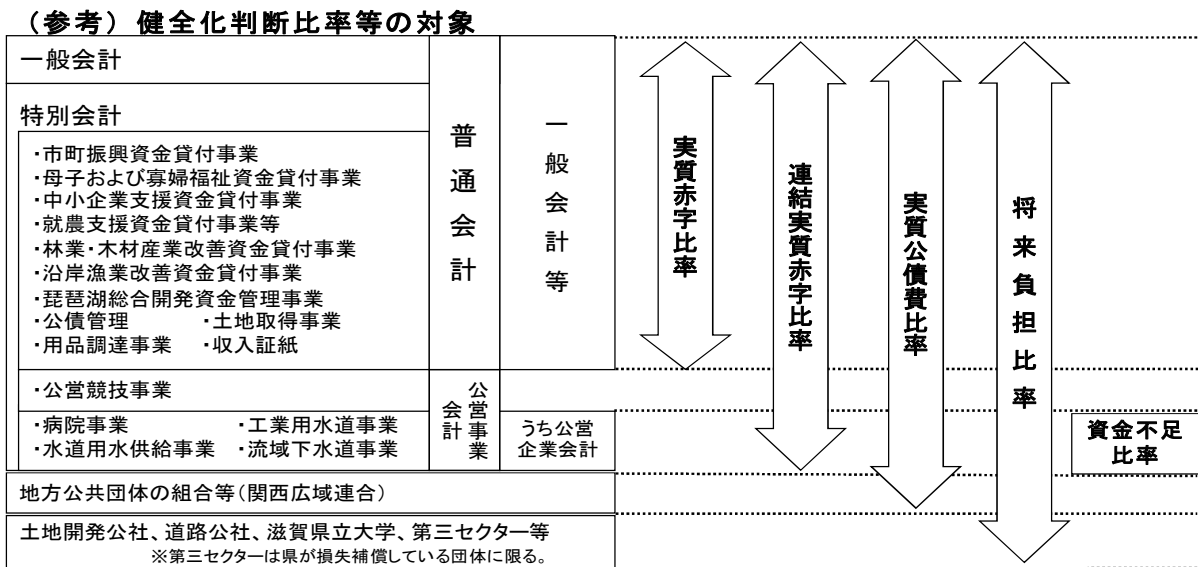 （参考）健全化判断比率等の対象
一般会計
特別会計
・市町振興資金貸付事業
・母子および寡婦福祉資金貸付事業
・中小企業支援資金貸付事業
・就農支援資金貸付事業等
・林業・木材産業改善資金貸付事業
・沿岸漁業改善資金貸付事業
・琵琶湖総合開発資金管理事業
・公債管理　　　・土地取得事業
・用品調達事業　・収入証紙
・公営競技事業
・病院事業　　　　・工業用水道事業
・水道用水供給事業　・流域下水道事業
普通会計
公営事業
会計
一般会計等
うち公営
企業会計
実質赤字比率
連結実質赤字比率
実質公債費比率
将来負担比率
資金不足
比率
地方公共団体の組合等（関西広域連合）
土地開発公社、道路公社、滋賀県立大学、第三セクター等
※第三セクターは県が損失補償している団体に限る。